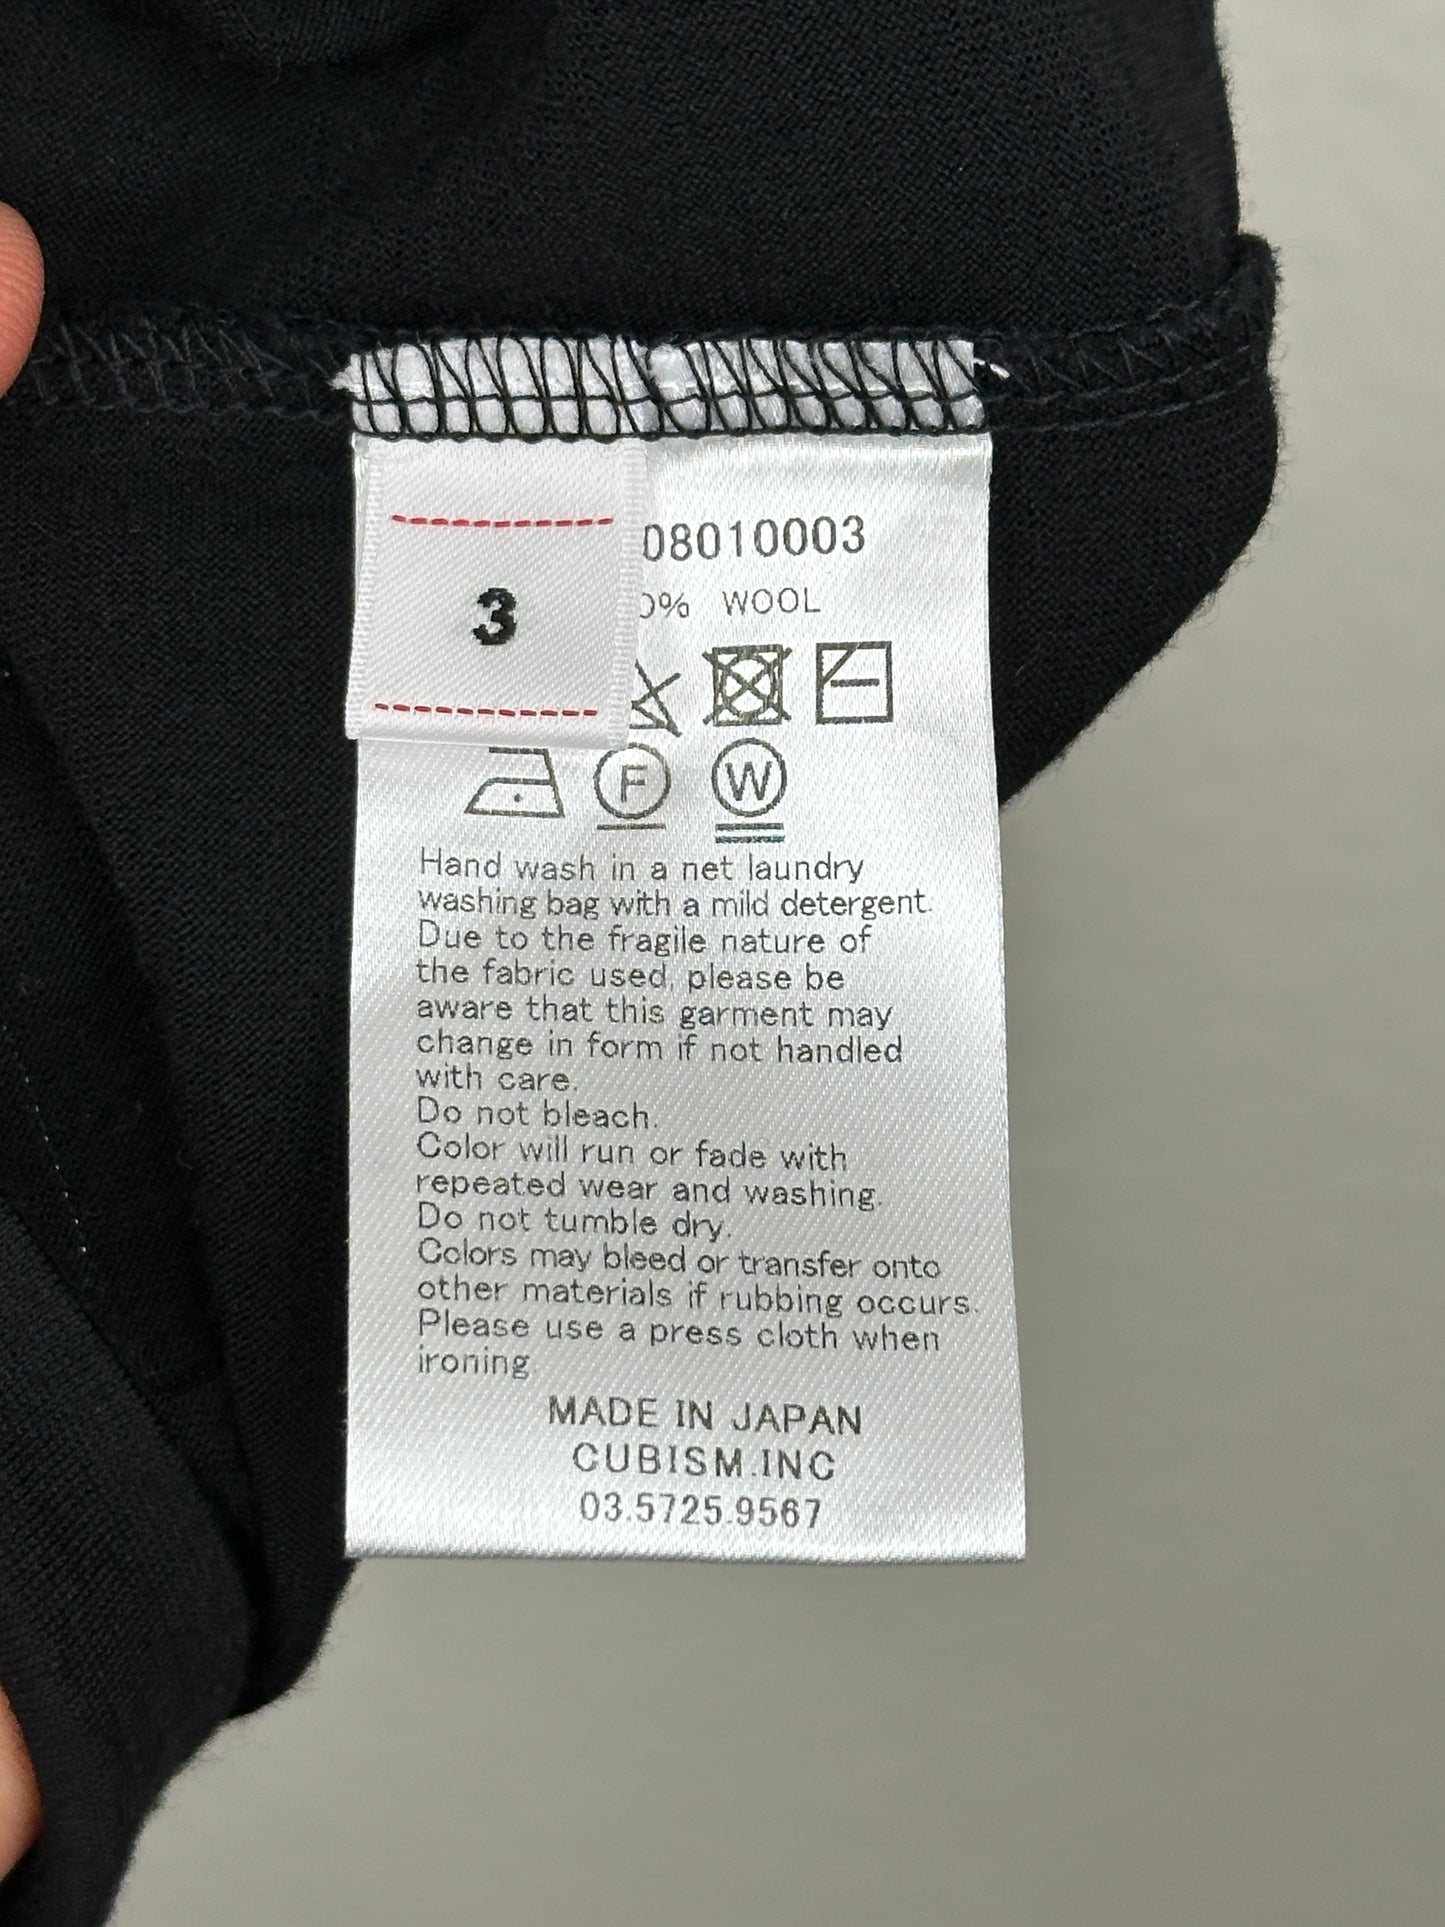 08010003
3
0% WOOL
F W
Hand wash in a net laundry
washing bag with a mild detergent.
Due to the fragile nature of
the fabric used, please be
aware that this garment may
change in form if not handled
with care.
Do not bleach.
Color will run or fade with
repeated wear and washing.
Do not tumble dry.
Colors may bleed or transfer onto
other materials if rubbing occurs.
Please use a press cloth when
ironing.
MADE IN JAPAN
CUBISM.INC
03.5725.9567